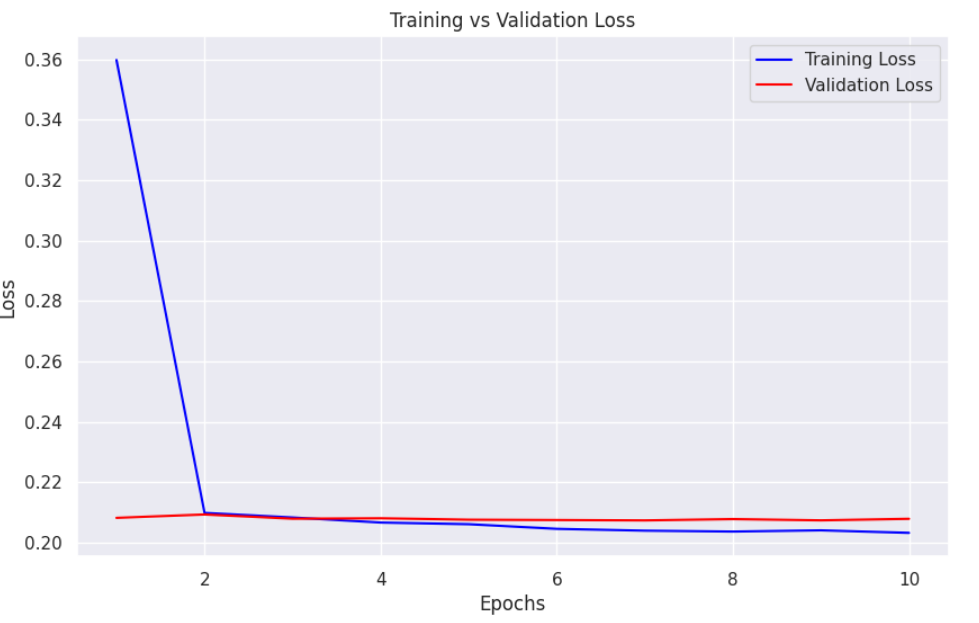 Training vs Validation Loss
Training Loss
Validation Loss
0.36
0.34
0.32
0.30
0.28
0.26
0.24
0.22
0.20
Loss
2
4
6
8
10
Epochs